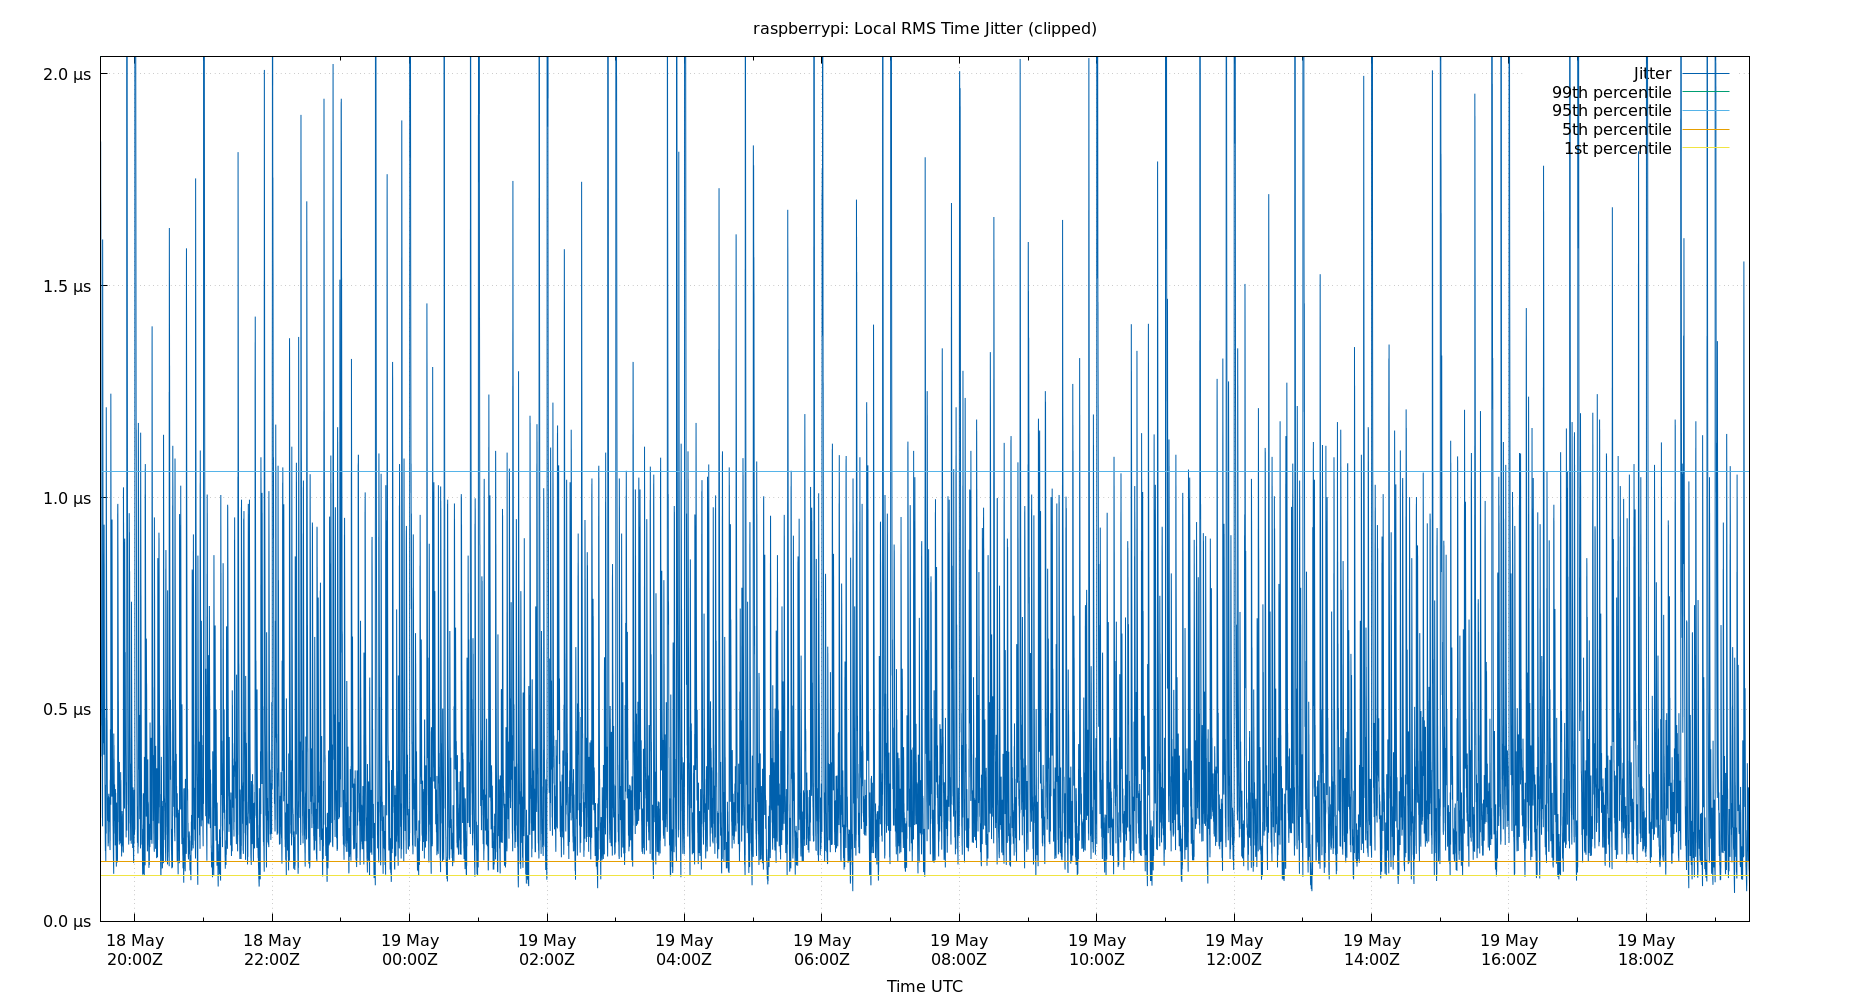 raspberrypi: Local RMS Time Jitter (clipped)
2.0 µs
1.5 µs
1.0 µs
0.5 µs
0.0 µs
Jitter
99th percentile
95th percentile
5th percentile
1st percentile
18 May 18 May 19 May 19 May 19 May 19 May 19 May 19 May 19 May 19 May 19 May 19 May
20:00Z 22:00Z 00:00Z 02:00Z 04:00Z 06:00Z 08:00Z 10:00Z 12:00Z 14:00Z 16:00Z 18:00Z
Time UTC